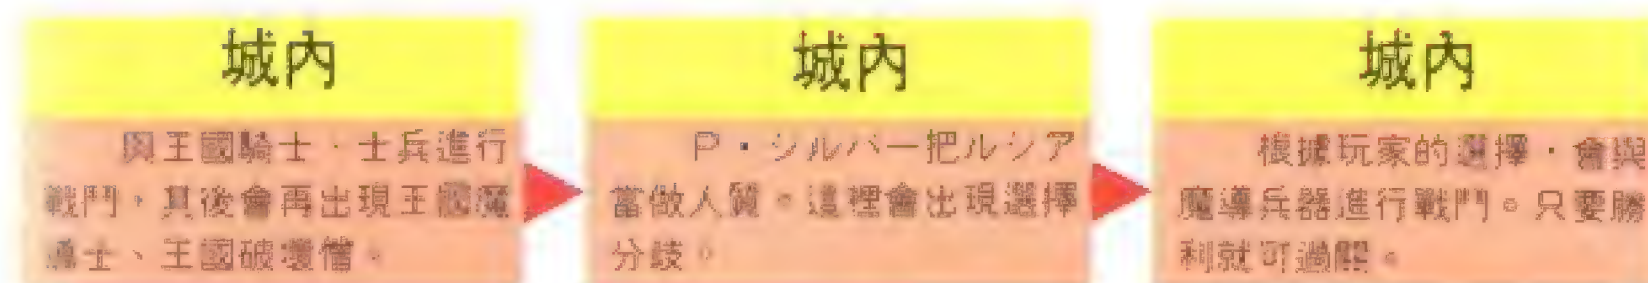 城內
與王國騎士、士兵進行
戰鬥,其後會再出現王國魔
導士、王國破壞僧。
城內
P・シルバー把ルシア
當做人質。這裡會出現選擇
分歧。
城內
根據玩家的選擇,會與
魔導兵器進行戰鬥。只要勝
利就可過關。